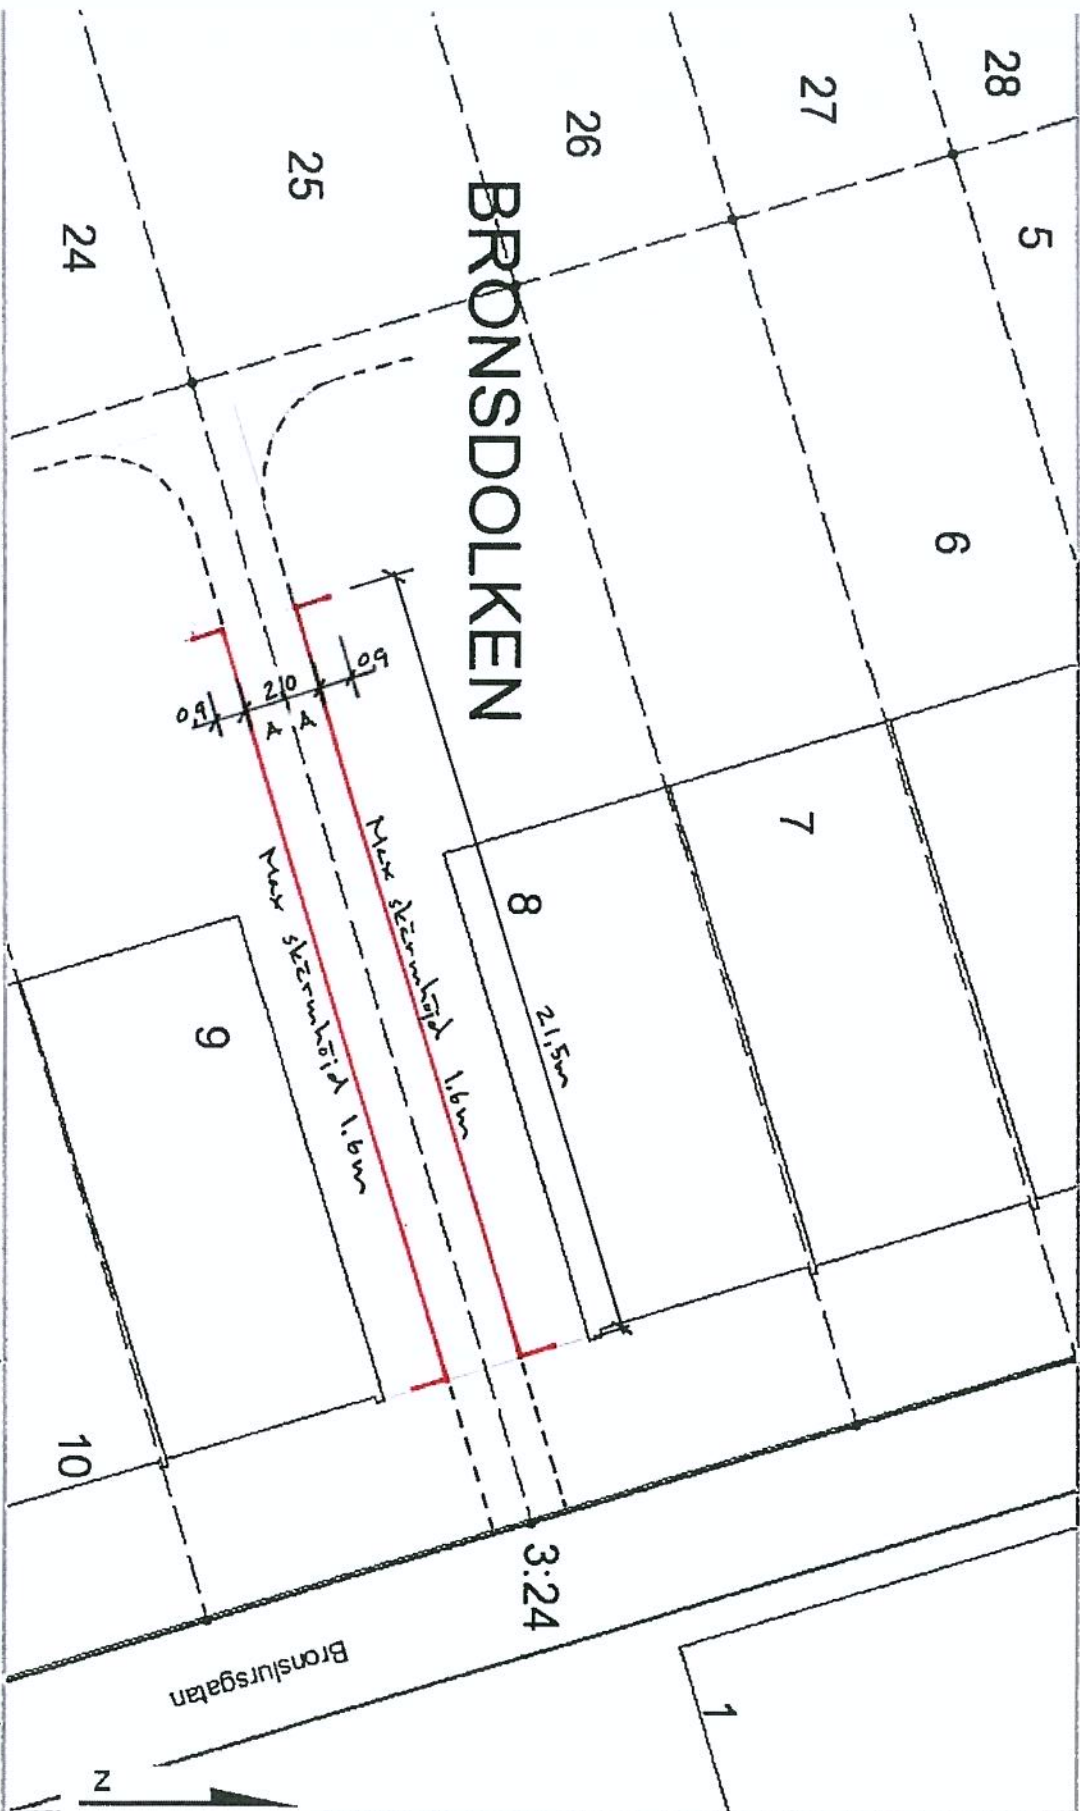 28
27
26
25
24
5
BRONSDOLKEN
6
7
8
9
10
0,9
2,0
A A
0,9
21,5m
Max skärmhöjd 1.6m
Max skärmhöjd 1.6m
3:24
Bronslursgatan
1
N